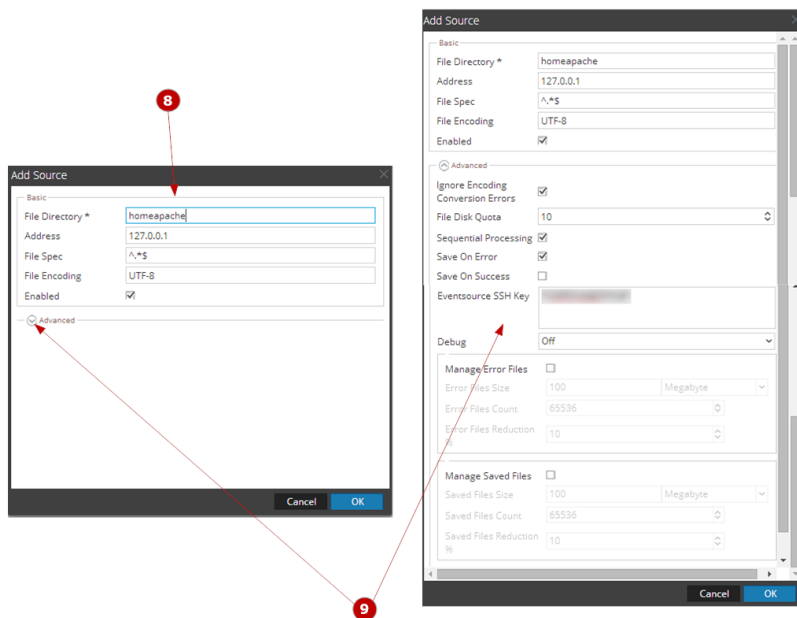 8
Add Source
Basic
File Directory * homeapache
Address 127.0.0.1
File Spec ^.*$
File Encoding UTF-8
Enabled
Advanced
Cancel OK
Add Source
Basic
File Directory * homeapache
Address 127.0.0.1
File Spec ^.*$
File Encoding UTF-8
Enabled
Advanced
Ignore Encoding
Conversion Errors
File Disk Quota 10
Sequential Processing
Save On Error
Save On Success
Eventsource SSH Key
Debug Off
Manage Error Files
Error Files Size 100 Megabyte
Error Files Count 65536
Error Files Reduction
% 10
Manage Saved Files
Saved Files Size 100 Megabyte
Saved Files Count 65536
Saved Files Reduction
% 10
Cancel OK
9